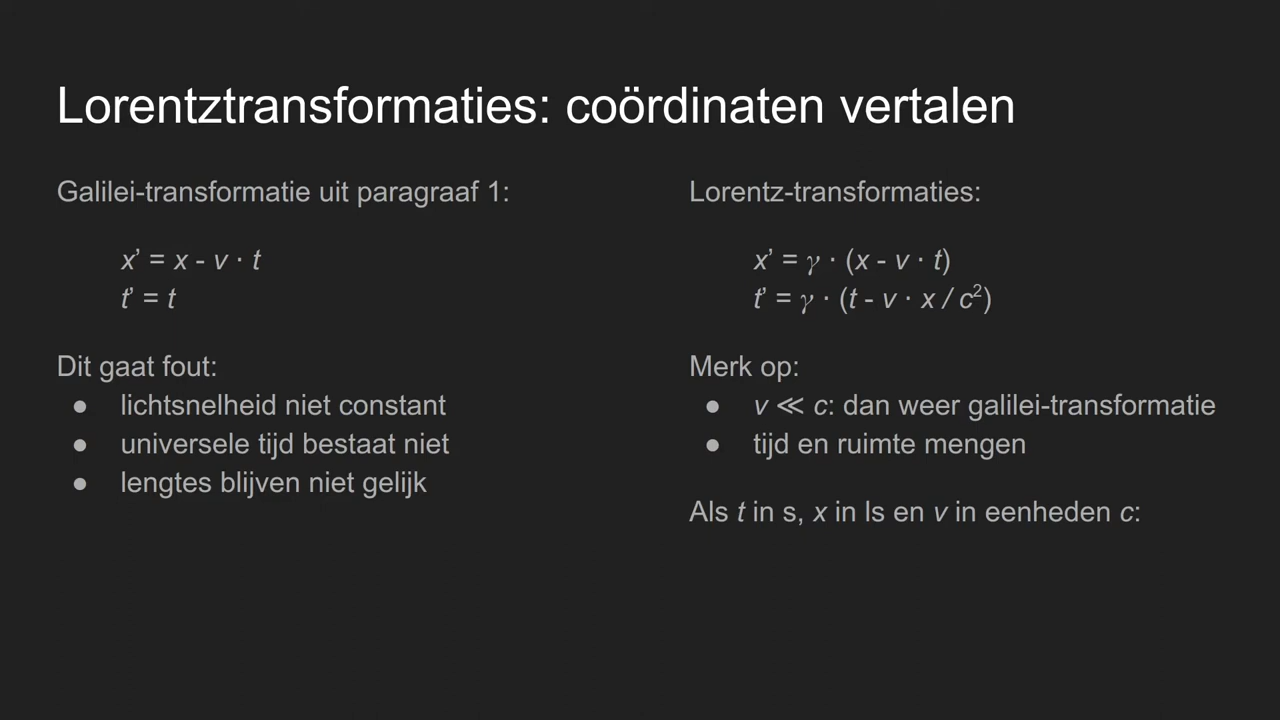 Lorentztransformaties: coördinaten vertalen
Galilei-transformatie uit paragraaf 1:
x’ = x - v · t
t’ = t
Dit gaat fout:
● lichtsnelheid niet constant
● universele tijd bestaat niet
● lengtes blijven niet gelijk
Lorentz-transformaties:
x’ = γ · (x - v · t)
t’ = γ · (t - v · x / c²)
Merk op:
● v ≪ c: dan weer galilei-transformatie
● tijd en ruimte mengen
Als t in s, x in ls en v in eenheden c: